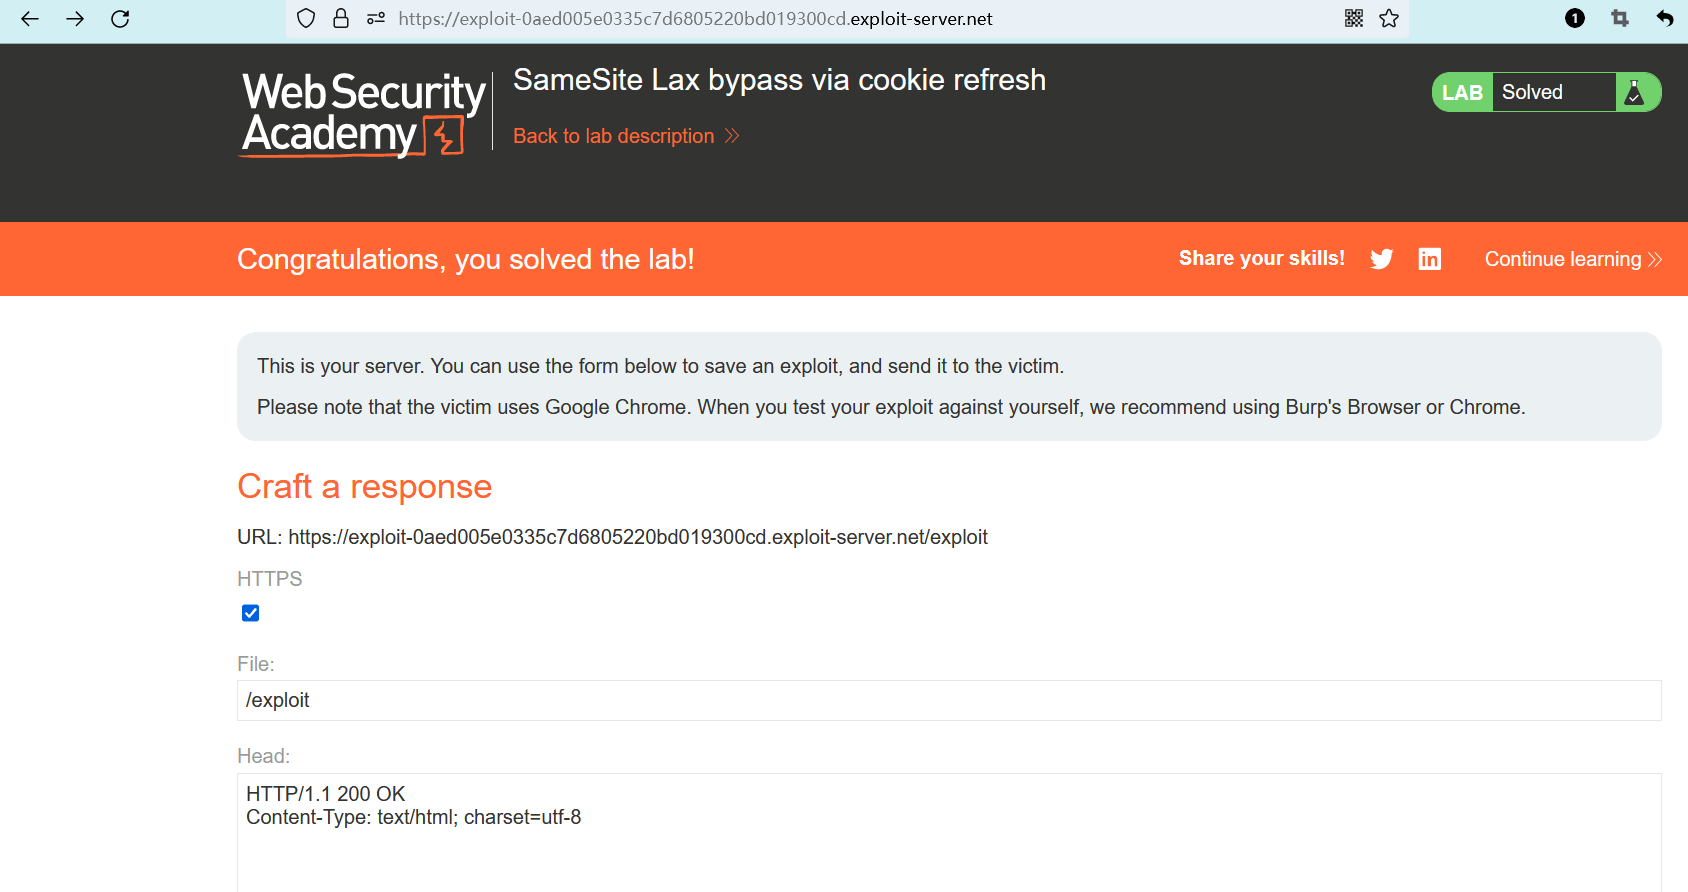 https://exploit-0aed005e0335c7d6805220bd019300cd.exploit-server.net
1
WebSecurity
Academy
SameSite Lax bypass via cookie refresh
Back to lab description
LAB Solved
Congratulations, you solved the lab!
Share your skills!
in
Continue learning
This is your server. You can use the form below to save an exploit, and send it to the victim.
Please note that the victim uses Google Chrome. When you test your exploit against yourself, we recommend using Burp's Browser or Chrome.
Craft a response
URL: https://exploit-0aed005e0335c7d6805220bd019300cd.exploit-server.net/exploit
HTTPS
File:
/exploit
Head:
HTTP/1.1 200 OK
Content-Type: text/html; charset=utf-8